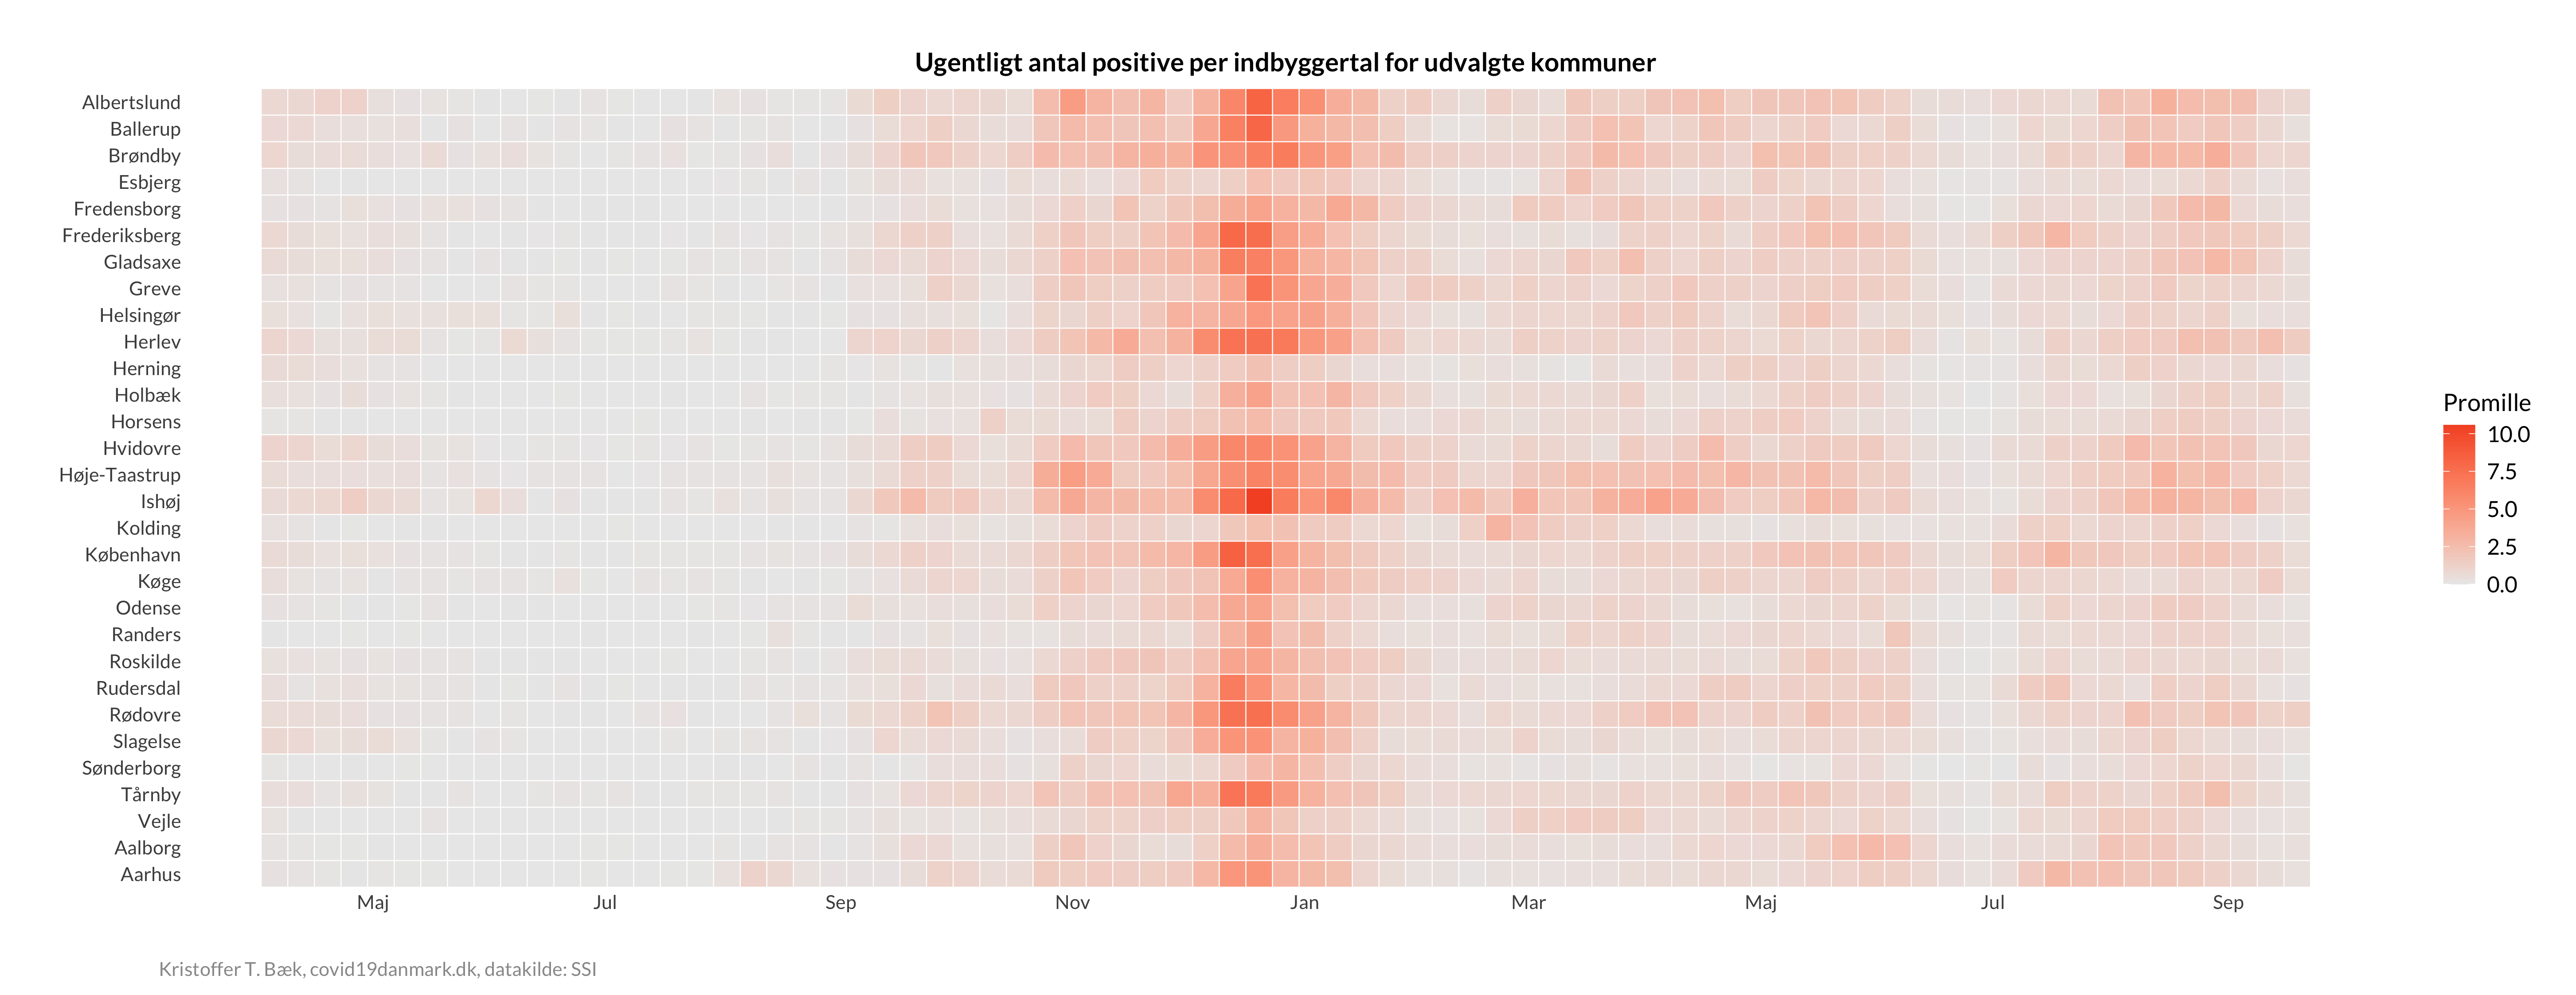 Ugentligt antal positive per indbyggertal for udvalgte kommuner
Albertslund
Ballerup
Brøndby
Esbjerg
Fredensborg
Frederiksberg
Gladsaxe
Greve
Helsingør
Herlev
Herning
Holbæk
Horsens
Hvidovre
Høje-Taastrup
Ishøj
Kolding
København
Køge
Odense
Randers
Roskilde
Rudersdal
Rødovre
Slagelse
Sønderborg
Tårnby
Vejle
Aalborg
Aarhus
Maj Jul Sep Nov Jan Mar Maj Jul Sep
Promille
10.0
7.5
5.0
2.5
0.0
Kristoffer T. Bæk, covid19danmark.dk, datakilde: SSI